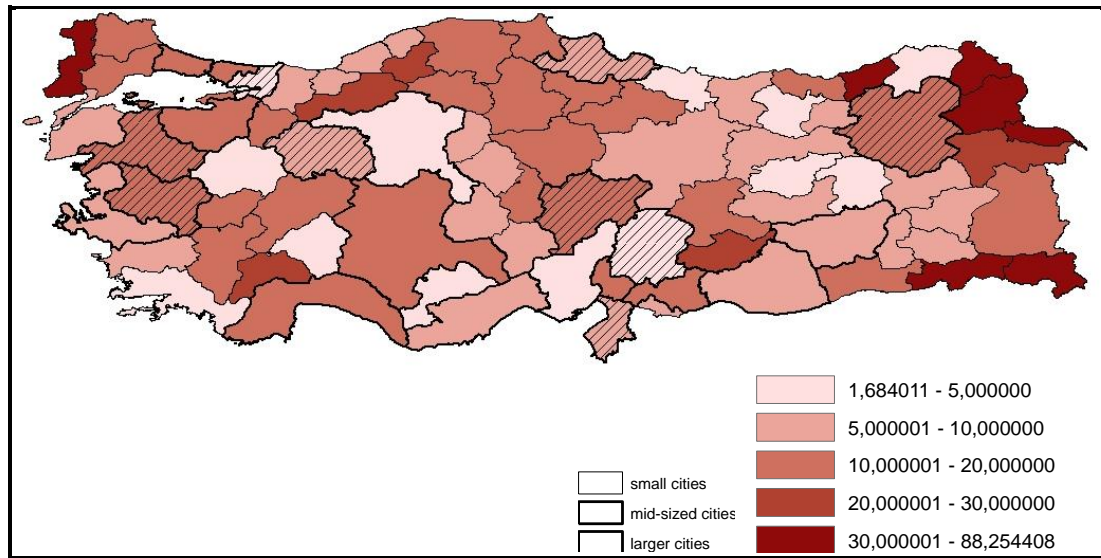 1,684011 - 5,000000
5,000001 - 10,000000
10,000001 - 20,000000
20,000001 - 30,000000
30,000001 - 88,254408
small cities
mid-sized cities
larger cities